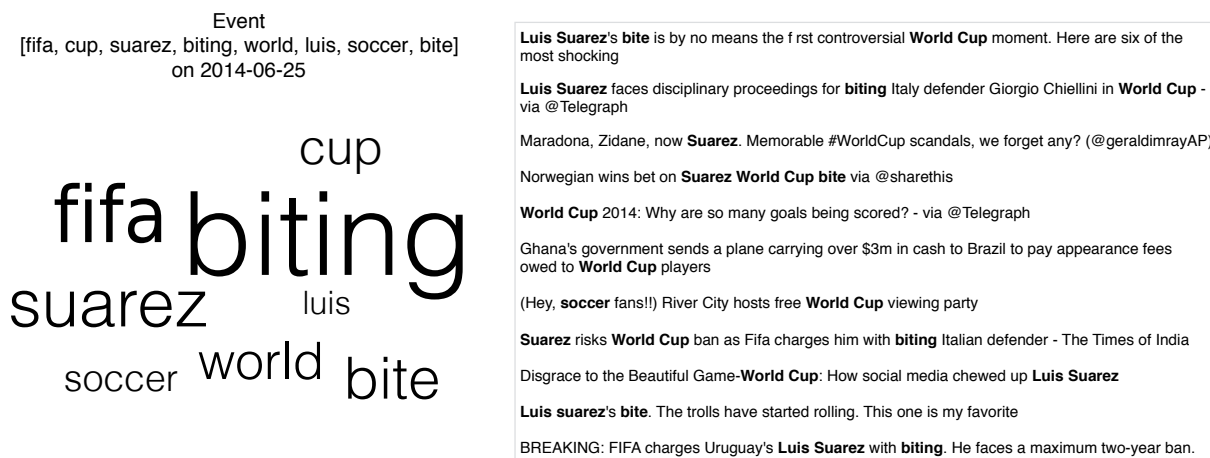 Event
[fifa, cup, suarez, biting, world, luis, soccer, bite]
on 2014-06-25
cup
fifa biting
suarez luis
soccer world bite
Luis Suarez's bite is by no means the f rst controversial World Cup moment. Here are six of the
most shocking
Luis Suarez faces disciplinary proceedings for biting Italy defender Giorgio Chiellini in World Cup -
via @Telegraph
Maradona, Zidane, now Suarez. Memorable #WorldCup scandals, we forget any? (@geraldimrayAP)
Norwegian wins bet on Suarez World Cup bite via @sharethis
World Cup 2014: Why are so many goals being scored? - via @Telegraph
Ghana's government sends a plane carrying over $3m in cash to Brazil to pay appearance fees
owed to World Cup players
(Hey, soccer fans!!) River City hosts free World Cup viewing party
Suarez risks World Cup ban as Fifa charges him with biting Italian defender - The Times of India
Disgrace to the Beautiful Game-World Cup: How social media chewed up Luis Suarez
Luis suarez's bite. The trolls have started rolling. This one is my favorite
BREAKING: FIFA charges Uruguay's Luis Suarez with biting. He faces a maximum two-year ban.